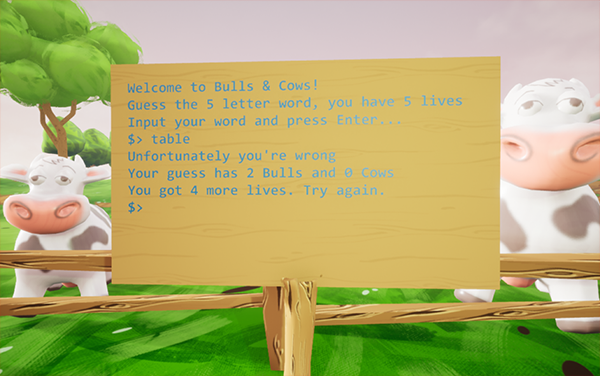 Welcome to Bulls & Cows!
Guess the 5 letter word, you have 5 lives
Input your word and press Enter...
$> table
Unfortunately you're wrong
Your guess has 2 Bulls and 0 Cows
You got 4 more lives. Try again.
$>